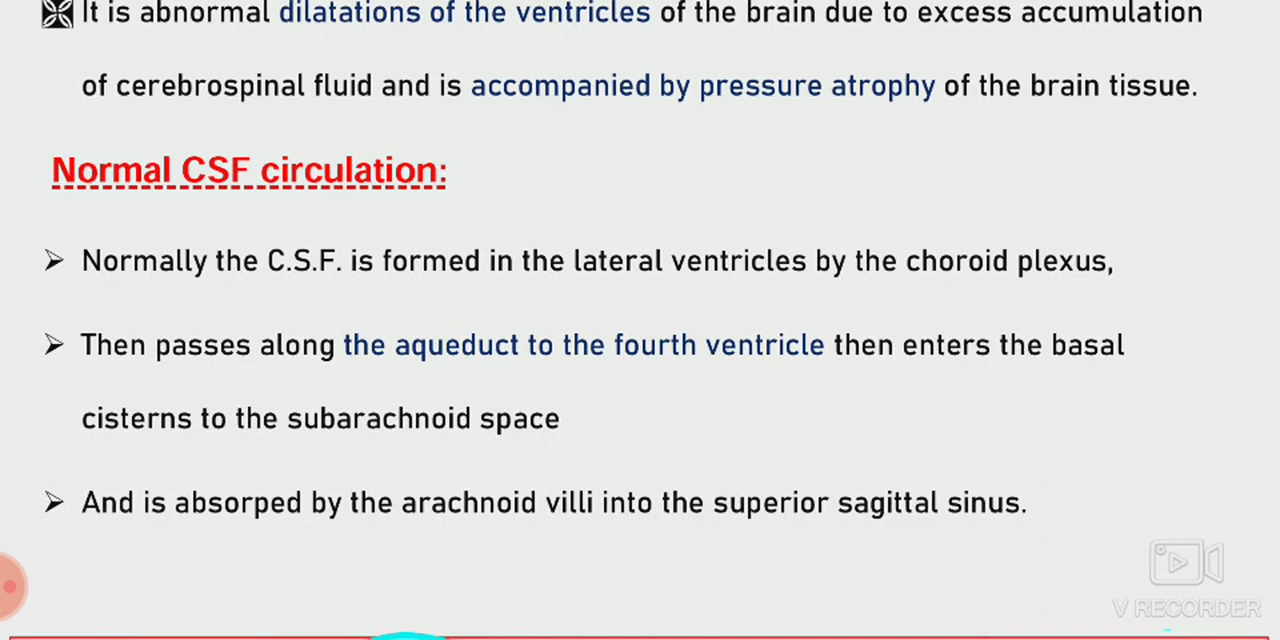 It is abnormal dilatations of the ventricles of the brain due to excess accumulation
of cerebrospinal fluid and is accompanied by pressure atrophy of the brain tissue.
Normal CSF circulation:
Normally the C.S.F. is formed in the lateral ventricles by the choroid plexus,
Then passes along the aqueduct to the fourth ventricle then enters the basal
cisterns to the subarachnoid space
And is absorped by the arachnoid villi into the superior sagittal sinus.
V RECORDER